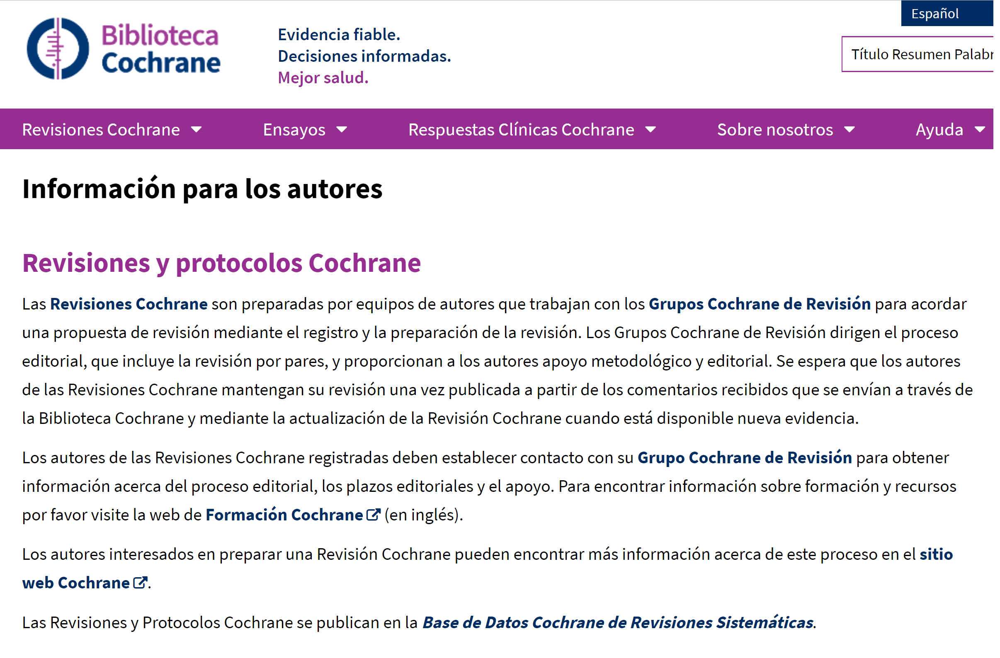 Español
Biblioteca
Cochrane
Evidencia fiable.
Decisiones informadas.
Mejor salud.
Título Resumen
Revisiones Cochrane
Ensayos
Respuestas Clínicas Cochrane
Sobre nosotros
Ayuda
Información para los autores
Revisiones y protocolos Cochrane
Las Revisiones Cochrane son preparadas por equipos de autores que trabajan con los Grupos Cochrane de Revisión para acordar
una propuesta de revisión mediante el registro y la preparación de la revisión. Los Grupos Cochrane de Revisión dirigen el proceso
editorial, que incluye la revisión por pares, y proporcionan a los autores apoyo metodológico y editorial. Se espera que los autores
de las Revisiones Cochrane mantengan su revisión una vez publicada a partir de los comentarios recibidos que se envían a través de
la Biblioteca Cochrane y mediante la actualización de la Revisión Cochrane cuando está disponible nueva evidencia.
Los autores de las Revisiones Cochrane registradas deben establecer contacto con su Grupo Cochrane de Revisión para obtener
información acerca del proceso editorial, los plazos editoriales y el apoyo. Para encontrar información sobre formación y recursos
por favor visite la web de Formación Cochrane (en inglés).
Los autores interesados en preparar una Revisión Cochrane pueden encontrar más información acerca de este proceso en el sitio
web Cochrane.
Las Revisiones y Protocolos Cochrane se publican en la Base de Datos Cochrane de Revisiones Sistemáticas.